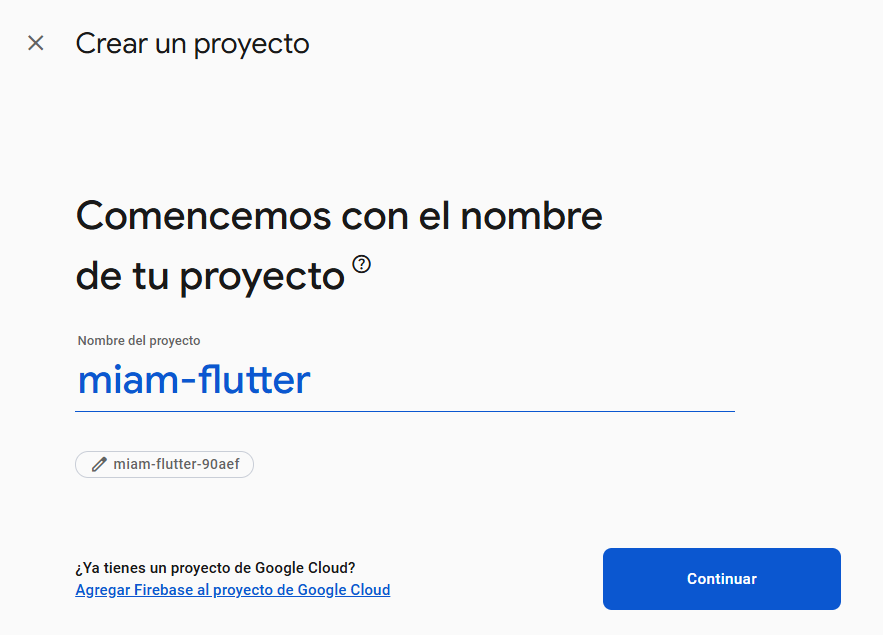 Crear un proyecto
Comencemos con el nombre
de tu proyecto
Nombre del proyecto
miam-flutter
miam-flutter-90aef
¿Ya tienes un proyecto de Google Cloud?
Agregar Firebase al proyecto de Google Cloud
Continuar